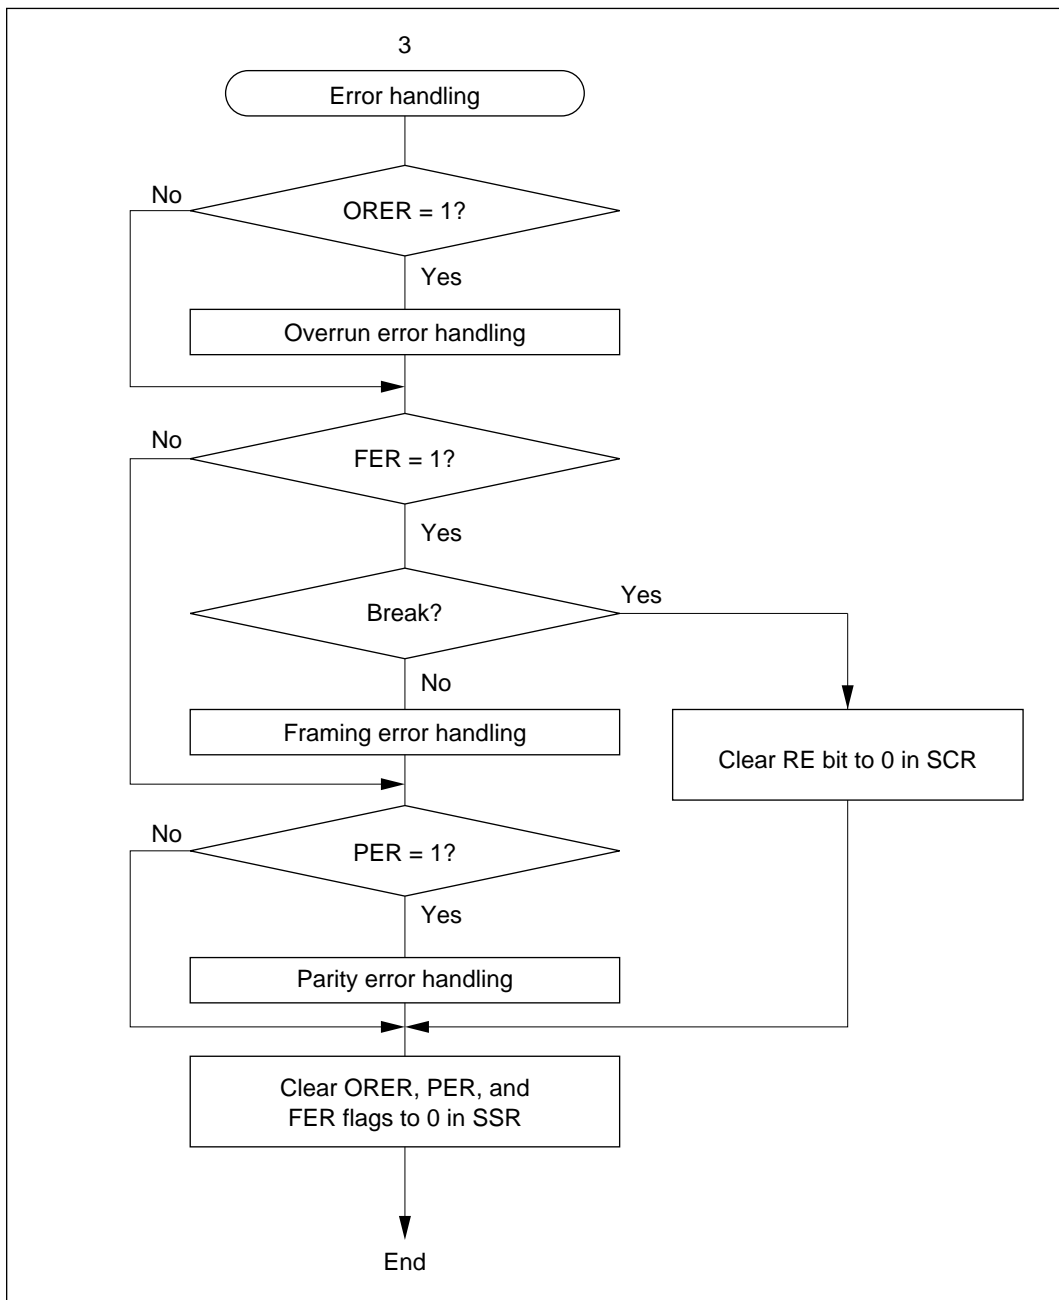 3
Error handling
No
ORER = 1?
Yes
Overrun error handling
No
FER = 1?
Yes
Break?
Yes
No
Framing error handling
Clear RE bit to 0 in SCR
No
PER = 1?
Yes
Parity error handling
Clear ORER, PER, and
FER flags to 0 in SSR
End